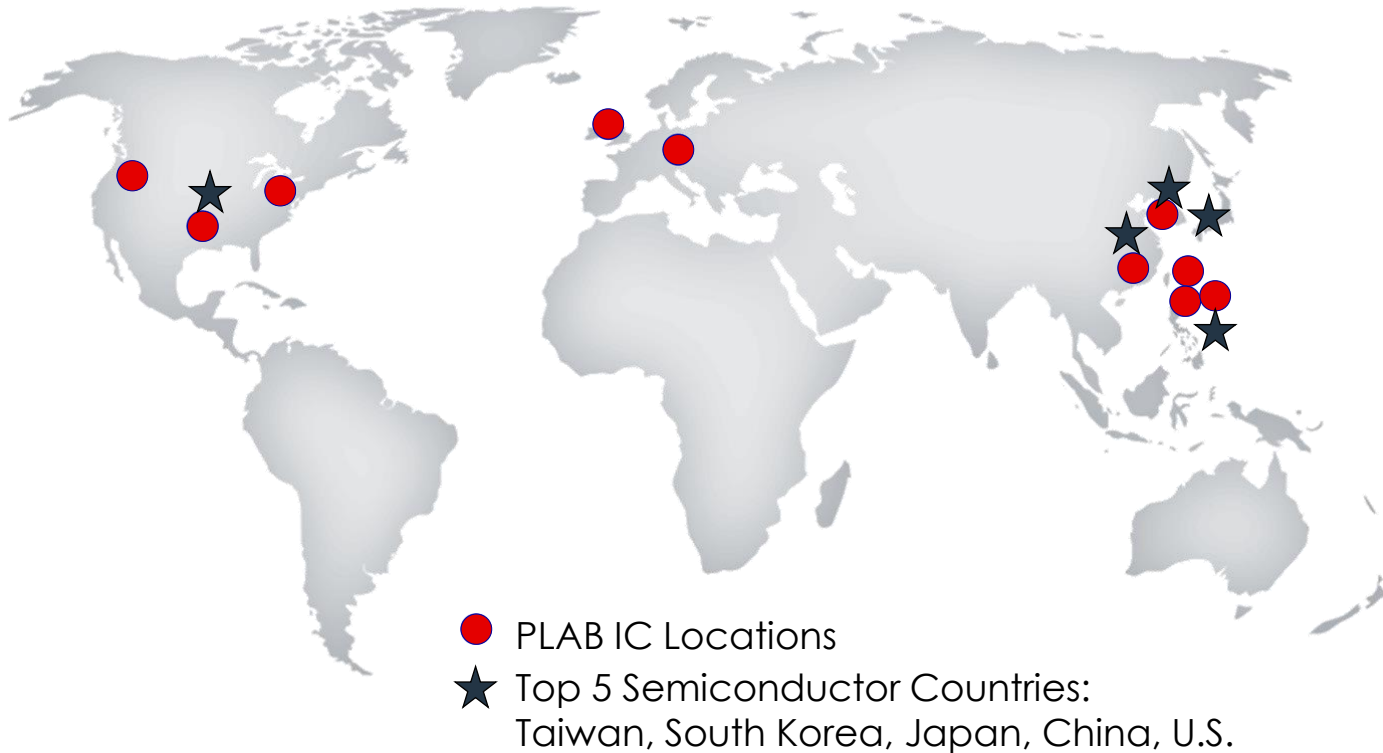 PLAB IC Locations
Top 5 Semiconductor Countries:
Taiwan, South Korea, Japan, China, U.S.